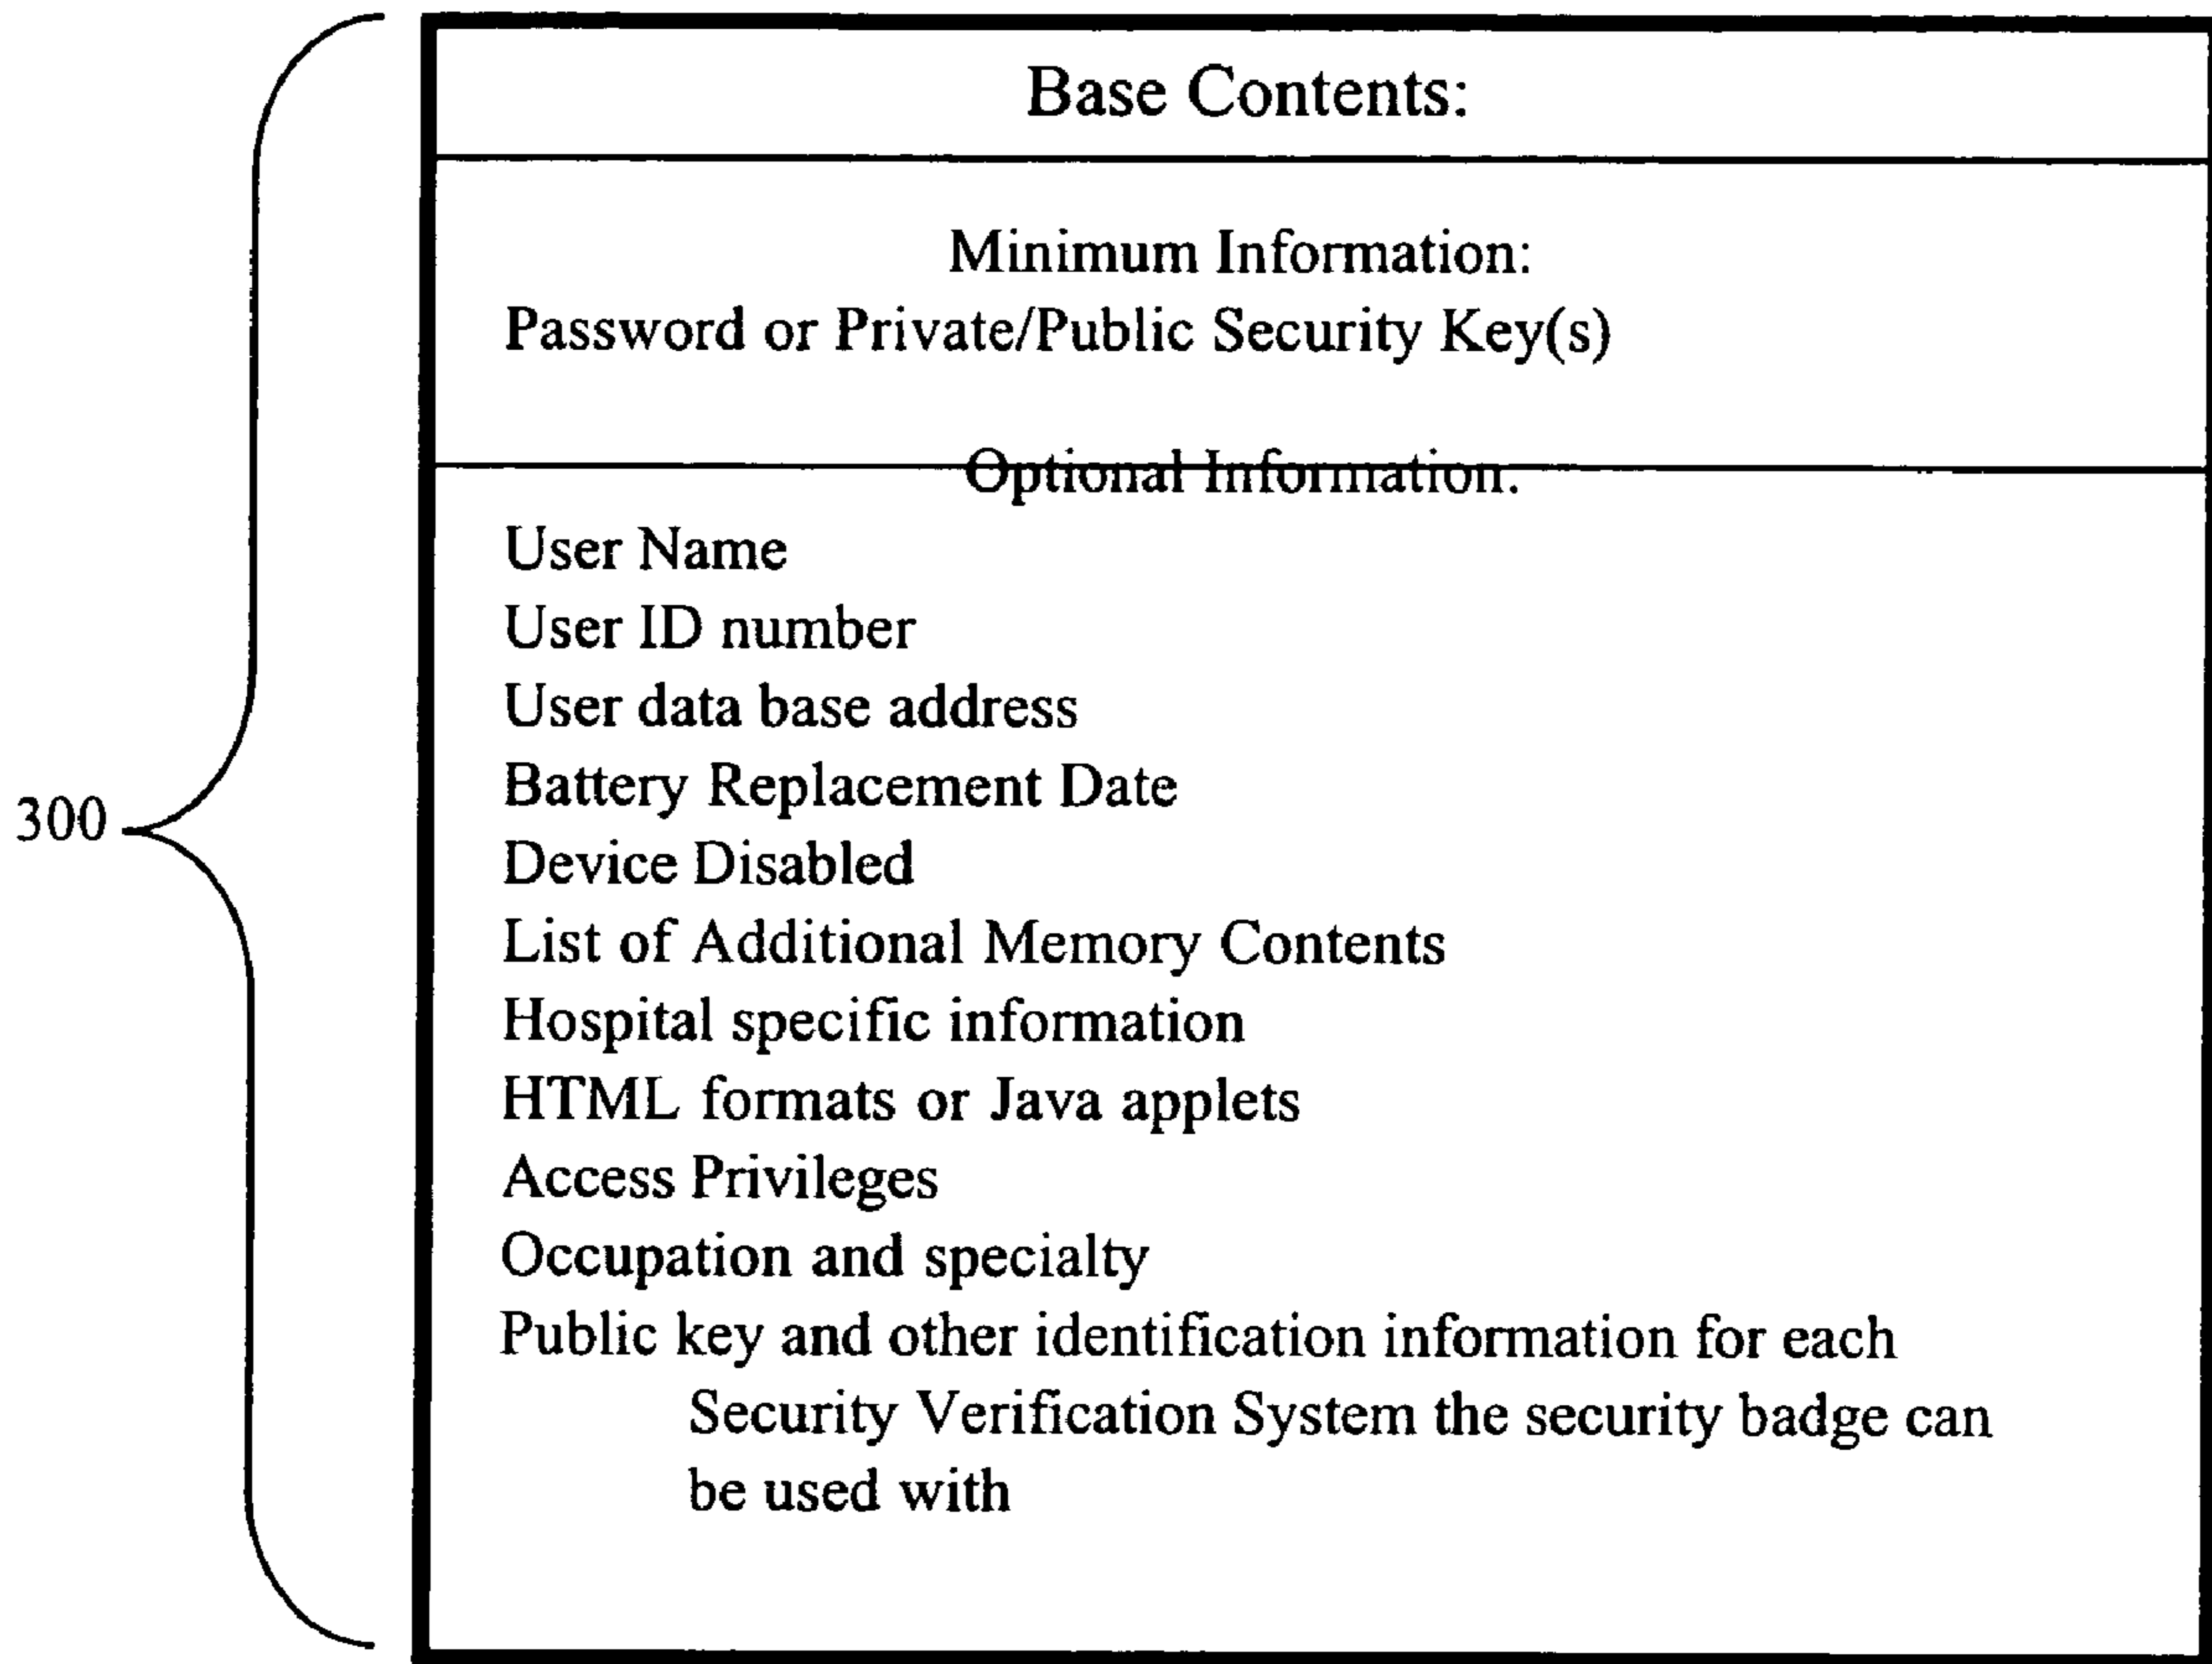 Base Contents:
Minimum Information:
Password or Private/Public Security Key(s)
Optional Information:
User Name
User ID number
User data base address
Battery Replacement Date
300
Device Disabled
List of Additional Memory Contents
Hospital specific information
HTML formats or Java applets
Access Privileges
Occupation and specialty
Public key and other identification information for each
Security Verification System the security badge can
be used with